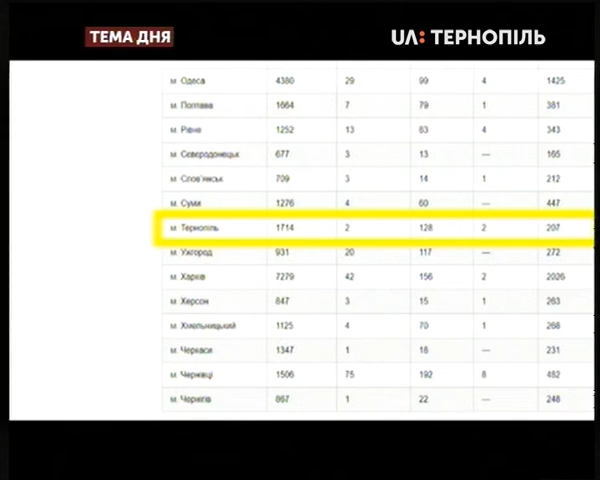 ТЕМА ДНЯ
UA: ТЕРНОПІЛЬ
м. Одеса 4380 29 99 4 1425
м. Полтава 1664 7 79 1 381
м. Рівне 1252 13 83 4 343
м. Сєвєродонецьк 677 3 13 — 165
м. Слов'янськ 709 3 14 1 212
м. Суми 1276 4 60 — 447
м. Тернопіль 1714 2 128 2 207
м. Ужгород 931 20 117 — 272
м. Харків 7279 42 156 2 2026
м. Херсон 847 3 15 1 263
м. Хмельницький 1125 4 70 1 268
м. Черкаси 1347 1 18 — 231
м. Чернівці 1506 75 192 8 482
м. Чернігів 867 1 22 — 248